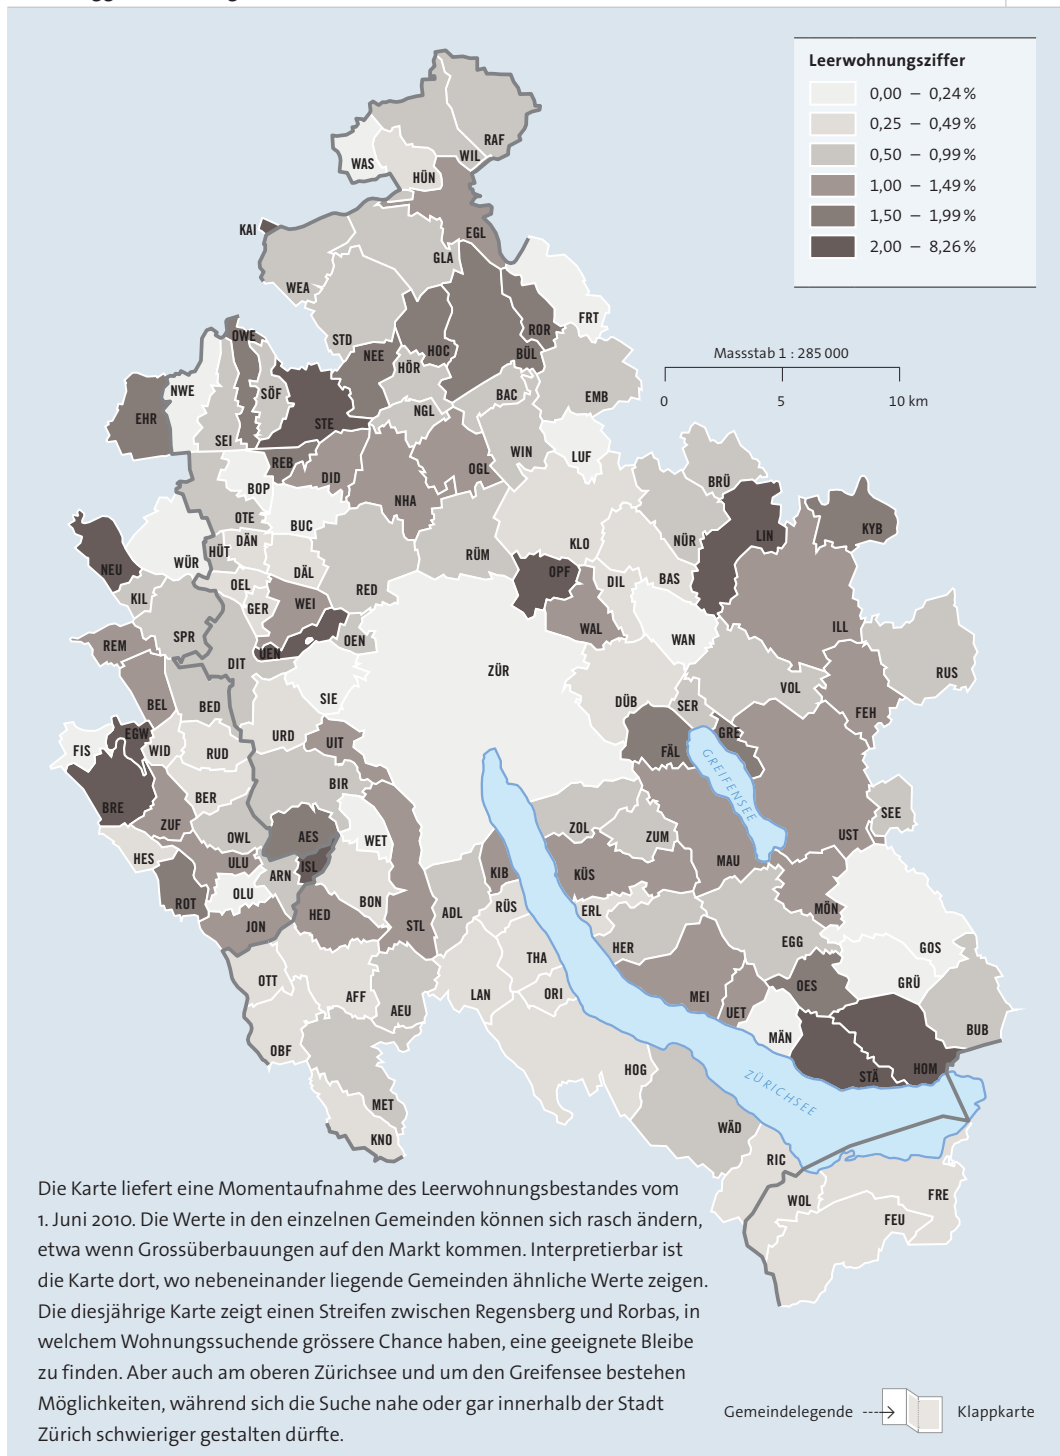 Leerwohnungsziffer
0,00 – 0,24 %
0,25 – 0,49 %
0,50 – 0,99 %
1,00 – 1,49 %
1,50 – 1,99 %
2,00 – 8,26 %
Massstab 1 : 285 000
0 5 10 km
RAF
WIL
WAS
HÜN
KAI
EGL
GLA
WEA
FRT
ROR
STD
OWE
NEE
HOC
BÜL
HÖR
NWE
SÖF
BAC
EMB
EHR
SEI
STE
NGL
WIN
LUF
REB
DID
OGL
BRÜ
BOP
NHA
OTE
BUC
LIN
KYB
DÄN
NÜR
HÜT
RÜM
KLO
WÜR
NEU
DÄL
OPF
DIL
BAS
OEL
RED
KIL
GER
WEI
WAL
ILL
SPR
OEN
WAN
REM
UEN
DIT
ZÜR
RUS
VOL
SIE
DÜB
SER
BEL
BED
FEH
EGW
URD
UIT
GRE
FIS
WID
RUD
FÄL
GREIFENSEE
BIR
BER
BRE
SEE
ZUF
OWL
AES
WET
ZOL
ZUM
UST
HES
ULU
ISL
MAU
ARN
KIB
KÜS
OLU
ROT
BON
RÜS
ERL
MÖN
JON
HED
ADL
STL
HER
EGG
GOS
THA
OTT
GRÜ
OES
AFF
LAN
ORI
MEI
AEU
UET
BUB
MÄN
OBF
HOG
STÄ
HOM
ZÜRICHSEE
MET
WÄD
KNO
RIC
WOL
FRE
FEU
Die Karte liefert eine Momentaufnahme des Leerwohnungsbestandes vom
1. Juni 2010. Die Werte in den einzelnen Gemeinden können sich rasch ändern,
etwa wenn Grossüberbauungen auf den Markt kommen. Interpretierbar ist
die Karte dort, wo nebeneinander liegende Gemeinden ähnliche Werte zeigen.
Die diesjährige Karte zeigt einen Streifen zwischen Regensberg und Rorbas, in
welchem Wohnungssuchende grössere Chance haben, eine geeignete Bleibe
zu finden. Aber auch am oberen Zürichsee und um den Greifensee bestehen
Möglichkeiten, während sich die Suche nahe oder gar innerhalb der Stadt
Zürich schwieriger gestalten dürfte.
Gemeindelegende Klappkarte